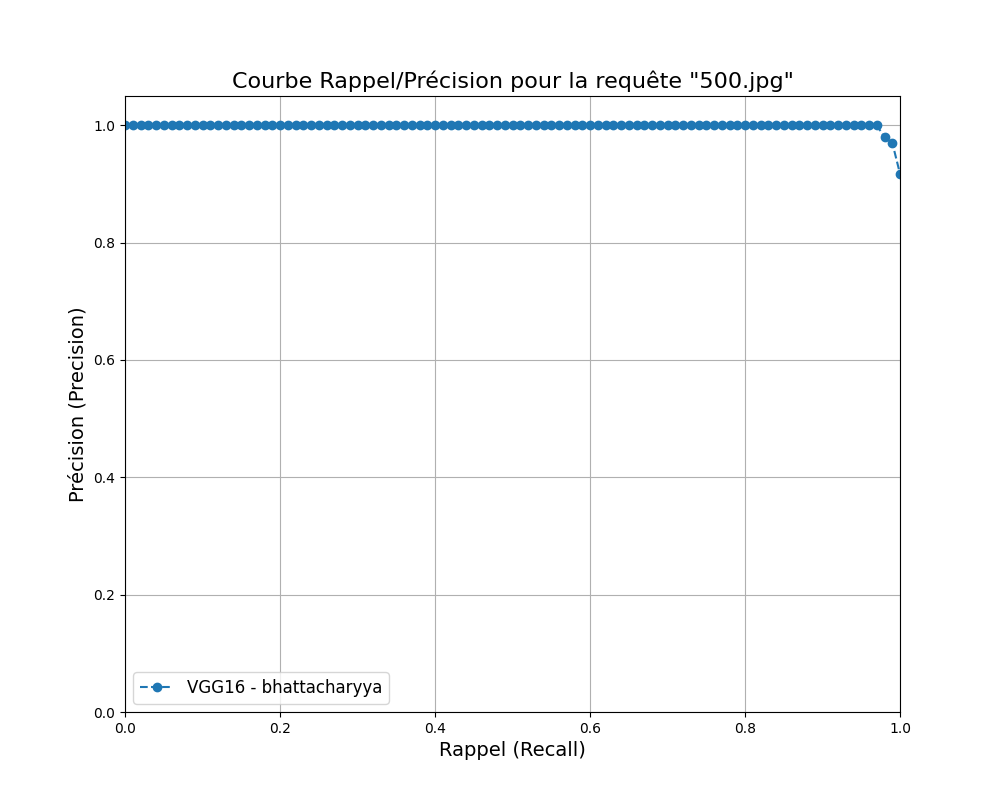 Courbe Rappel/Précision pour la requête "500.jpg"
1.0
0.8
0.6
0.4
0.2
0.0
Précision (Precision)
VGG16 - bhattacharyya
0.0 0.2 0.4 0.6 0.8 1.0
Rappel (Recall)